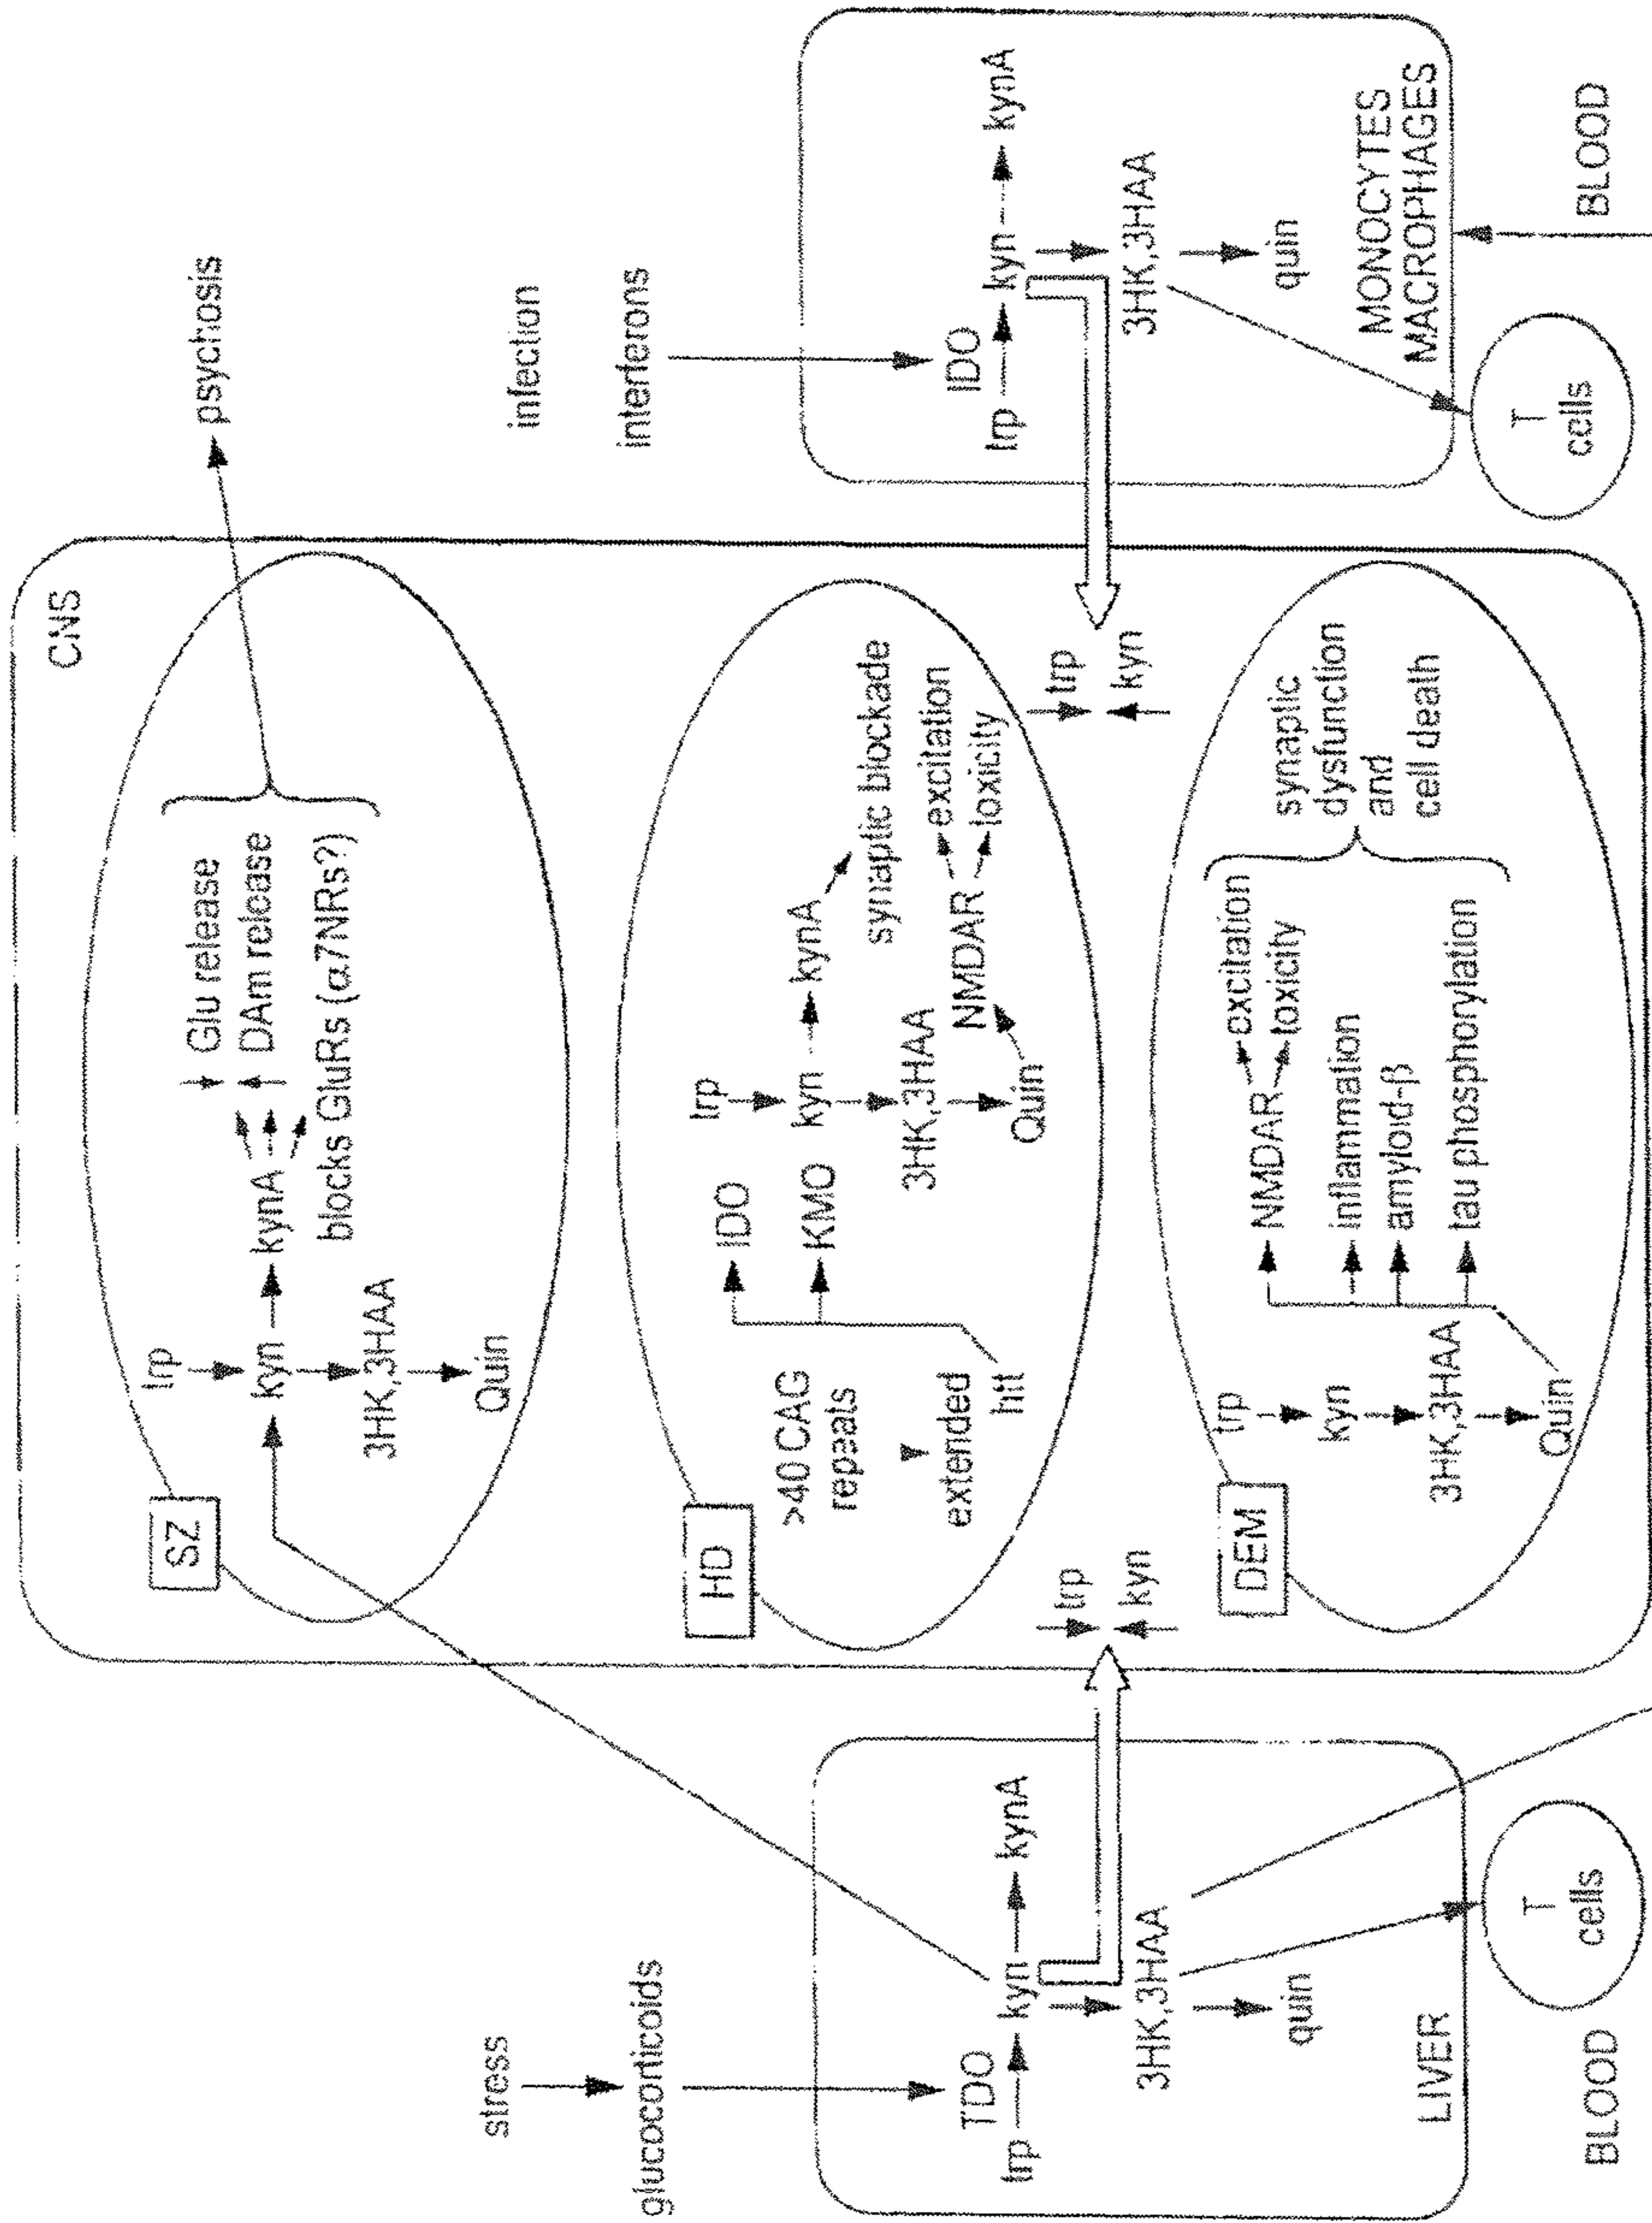 CNS
SZ
trp
kyn
kynA
3HK,3HAA
Quin
Glu release
DAm release
blocks GluRs (α7NRs?)
psychosis
HD
>40 CAG
repeats
extended
htt
IDO
KMO
trp
kyn
kynA
3HK,3HAA
Quin
synaptic blockade
NMDAR
excitation
toxicity
trp
kyn
trp
kyn
DEM
trp
kyn
3HK,3HAA
Quin
NMDAR
excitation
toxicity
inflammation
amyloid-β
tau phosphorylation
synaptic
dysfunction
and
cell death
stress
glucocorticoids
TDO
trp
kyn
kynA
3HK,3HAA
quin
LIVER
T
cells
BLOOD
infection
interferons
IDO
trp
kyn
kynA
3HK,3HAA
quin
MONOCYTES
MACROPHAGES
T
cells
BLOOD